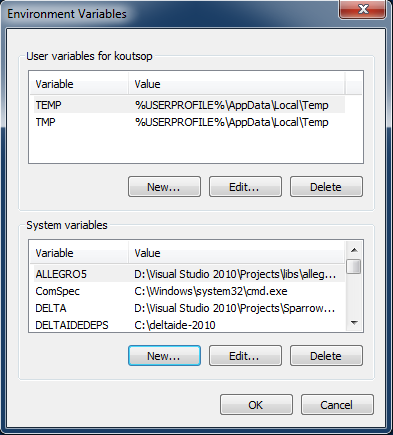 Environment Variables
User variables for koutsop
Variable Value
TEMP %USERPROFILE%\AppData\Local\Temp
TMP %USERPROFILE%\AppData\Local\Temp
New... Edit... Delete
System variables
Variable Value
ALLEGRO5 D:\Visual Studio 2010\Projects\libs\alleg...
ComSpec C:\Windows\system32\cmd.exe
DELTA D:\Visual Studio 2010\Projects\Sparrow...
DELTAIDEDEPS C:\deltaide-2010
New... Edit... Delete
OK Cancel